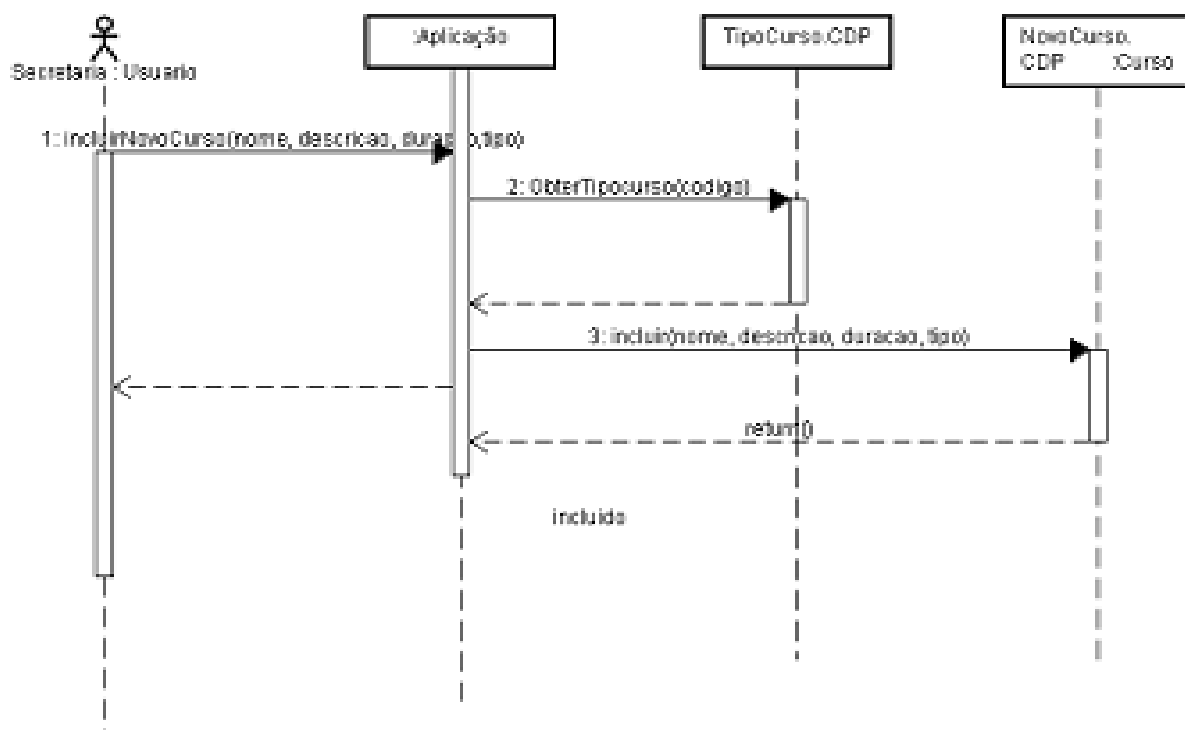 :Aplicação
TipoCurso.CDP
NovoCurso.
CDP :Curso
Secretaria : Usuario
1: incluirNovoCurso(nome, descricao, duracao,tipo)
2: ObterTipocurso(codigo)
3: incluir(nome, descricao, duracao, tipo)
return()
incluido